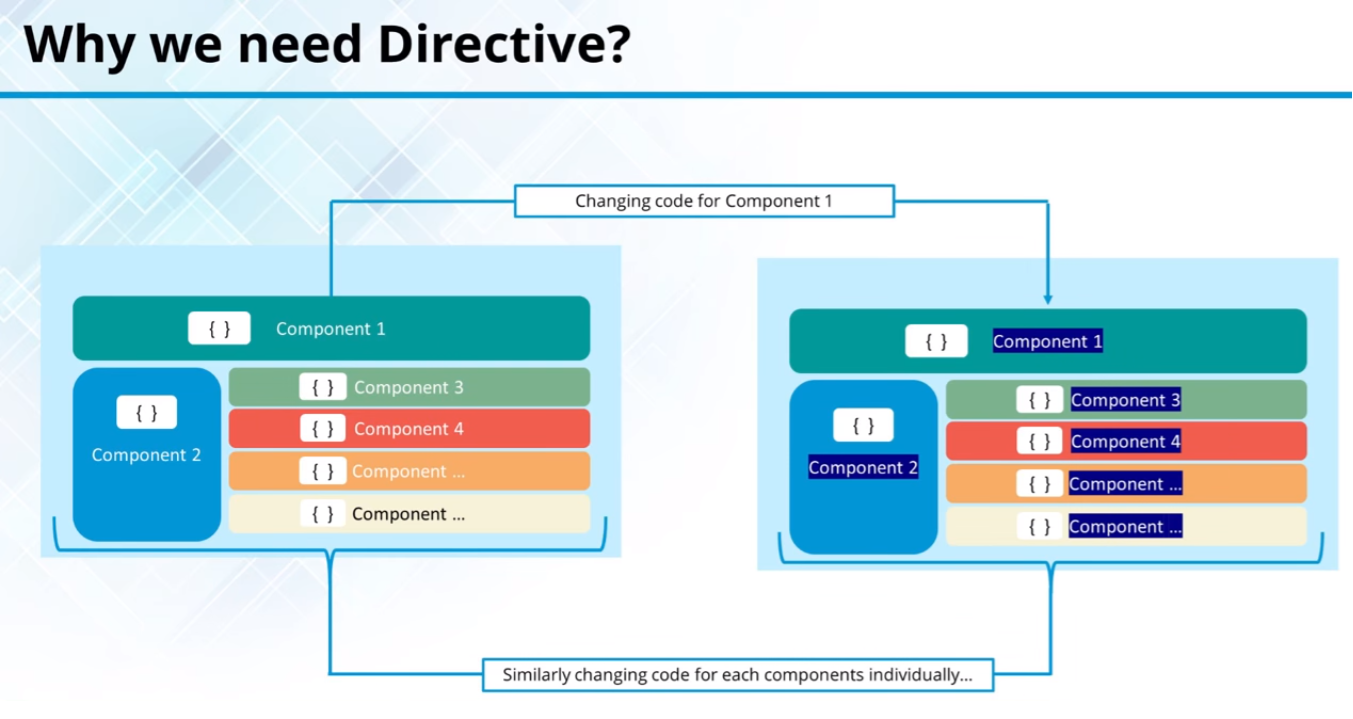 Why we need Directive?
Changing code for Component 1
{ } Component 1
{ }
Component 2
{ } Component 3
{ } Component 4
{ } Component ...
{ } Component ...
{ } Component 1
{ }
Component 2
{ } Component 3
{ } Component 4
{ } Component ...
{ } Component ...
Similarly changing code for each components individually...